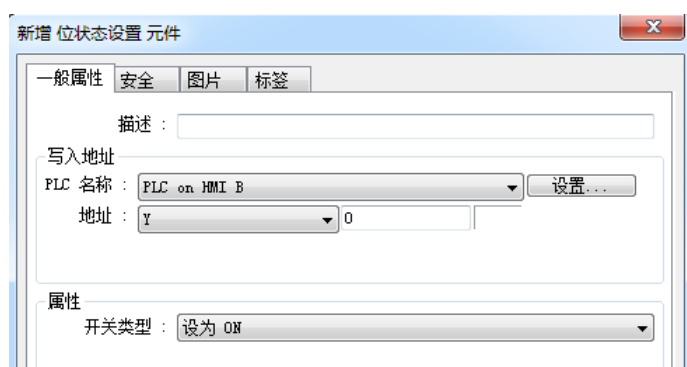 新增 位状态设置 元件
一般属性 安全 图片 标签
描述 :
写入地址
PLC 名称 : PLC on HMI B 设置...
地址 : Y 0
属性
开关类型 : 设为 ON